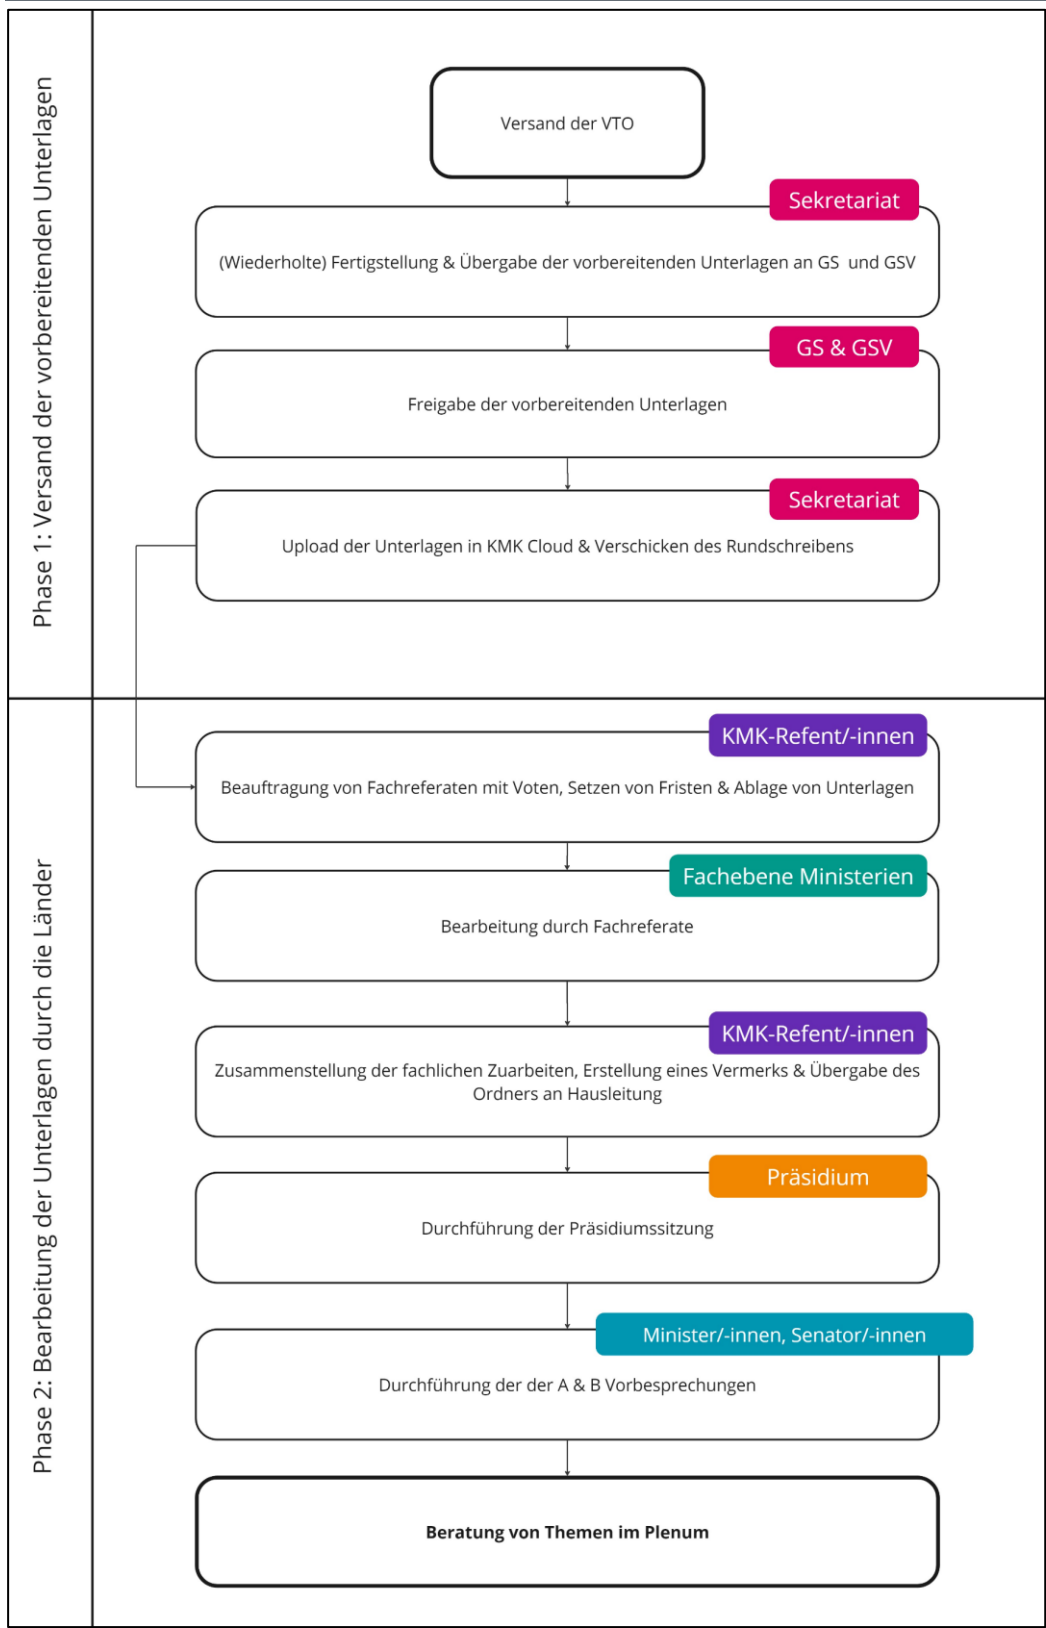 Phase 1: Versand der vorbereitenden Unterlagen
Versand der VTO
Sekretariat
(Wiederholte) Fertigstellung & Übergabe der vorbereitenden Unterlagen an GS und GSV
GS & GSV
Freigabe der vorbereitenden Unterlagen
Sekretariat
Upload der Unterlagen in KMK Cloud & Verschicken des Rundschreibens
Phase 2: Bearbeitung der Unterlagen durch die Länder
KMK-Refent/-innen
Beauftragung von Fachreferaten mit Voten, Setzen von Fristen & Ablage von Unterlagen
Fachebene Ministerien
Bearbeitung durch Fachreferate
KMK-Refent/-innen
Zusammenstellung der fachlichen Zuarbeiten, Erstellung eines Vermerks & Übergabe des
Ordners an Hausleitung
Präsidium
Durchführung der Präsidiumssitzung
Minister/-innen, Senator/-innen
Durchführung der der A & B Vorbesprechungen
Beratung von Themen im Plenum